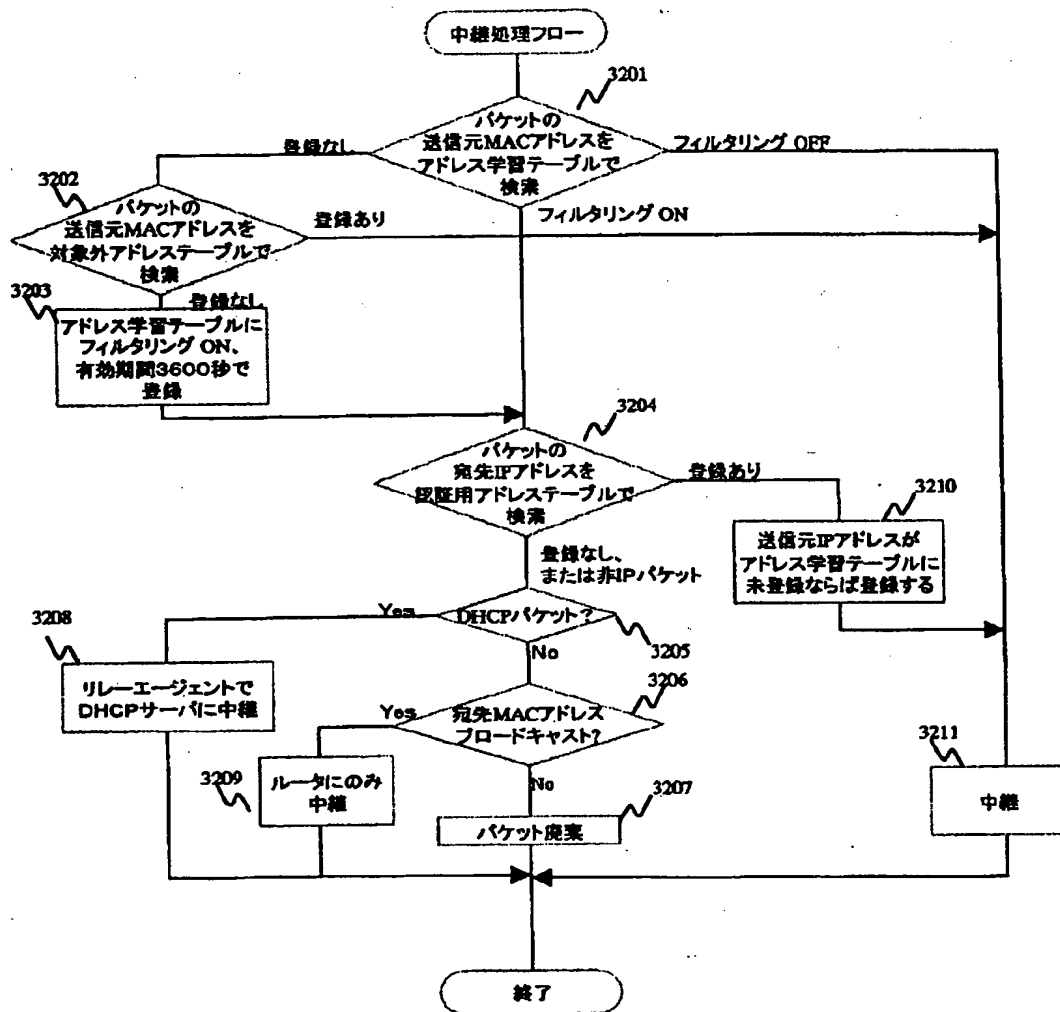 中継処理フロー
3201
パケットの
送信元MACアドレスを
アドレス学習テーブルで
検索
登録なし
フィルタリング OFF
フィルタリング ON
3202
パケットの
送信元MACアドレスを
対象外アドレステーブルで
検索
登録あり
登録なし
3203
アドレス学習テーブルに
フィルタリング ON、
有効期間3600秒で
登録
3204
パケットの
宛先IPアドレスを
認証用アドレステーブルで
検索
登録あり
3210
送信元IPアドレスが
アドレス学習テーブルに
未登録ならば登録する
登録なし、
または非IPパケット
Yes
DHCPパケット?
3205
No
3208
リレーエージェントで
DHCPサーバに中継
3206
Yes
宛先MACアドレス
ブロードキャスト?
No
3209
ルータにのみ
中継
3207
パケット廃棄
3211
中継
終了